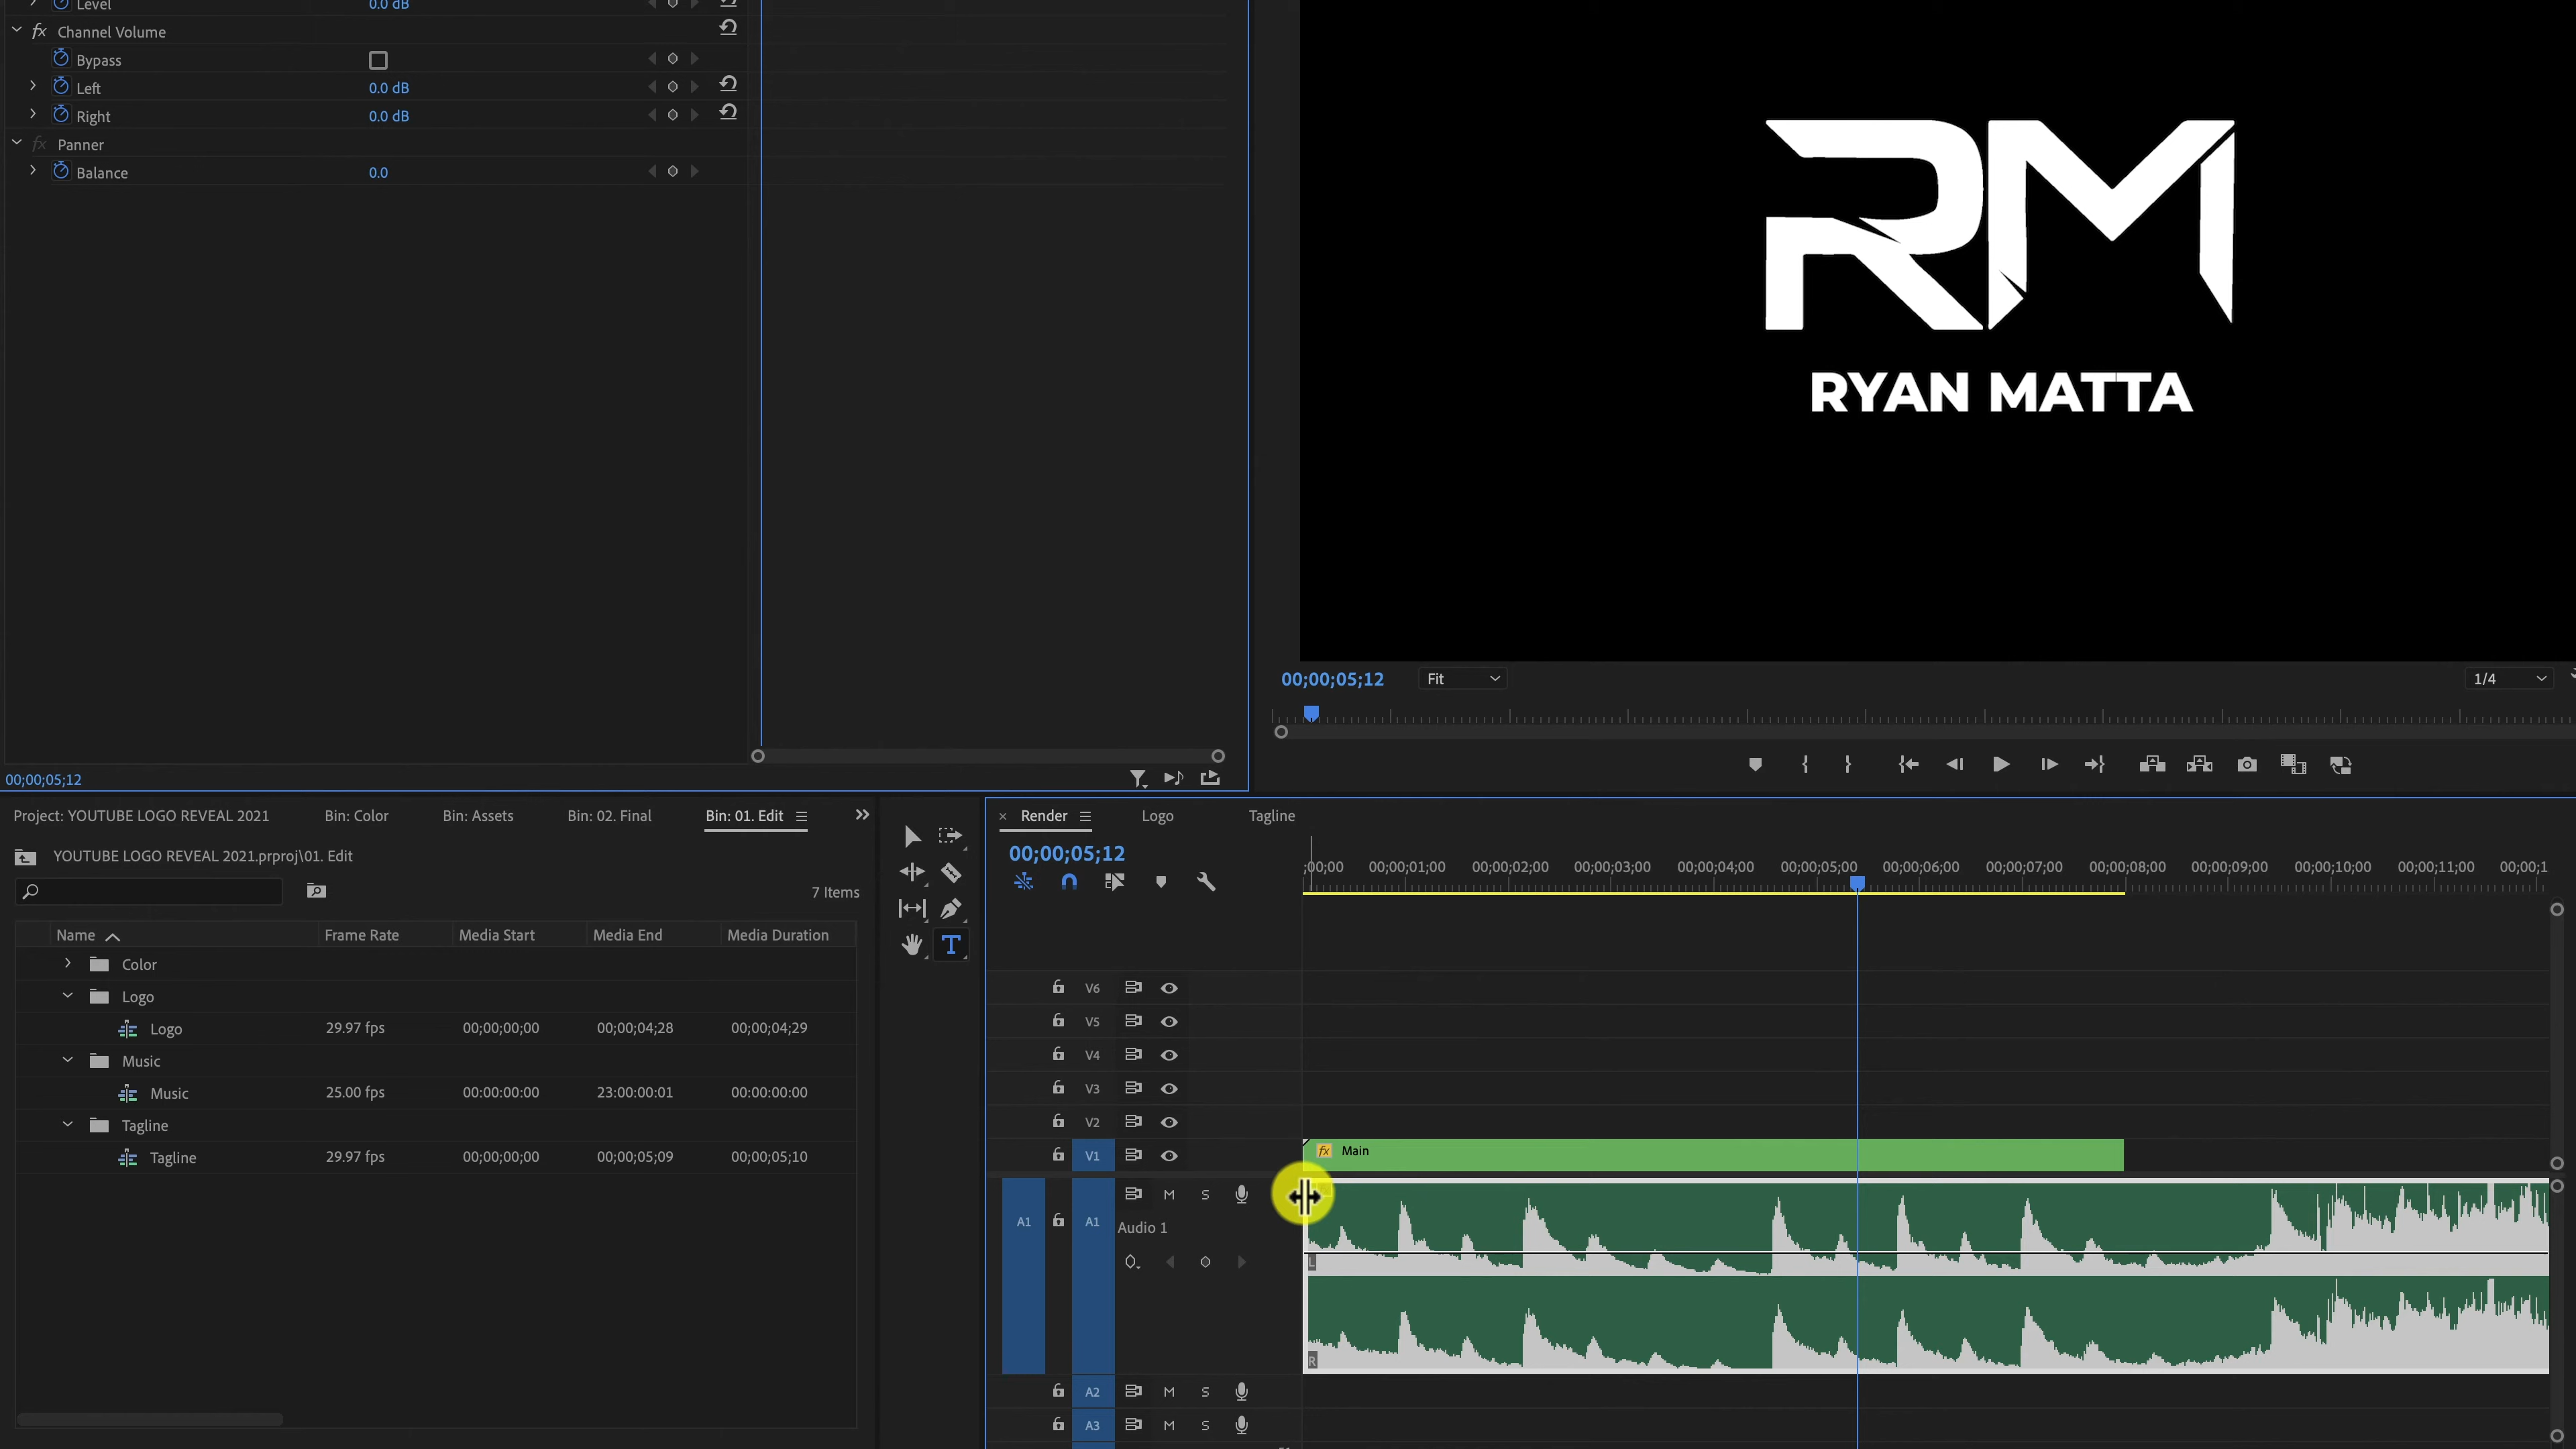 Level 0.0 dB
fx Channel Volume
Bypass
Left 0.0 dB
Right 0.0 dB
fx Panner
Balance 0.0
00;00;05;12
RM
RYAN MATTA
00;00;05;12 Fit 1/4
Project: YOUTUBE LOGO REVEAL 2021 Bin: Color Bin: Assets Bin: 02. Final Bin: 01. Edit
YOUTUBE LOGO REVEAL 2021.prproj\01. Edit
7 Items
Name Frame Rate Media Start Media End Media Duration
Color
Logo
Logo 29.97 fps 00;00;00;00 00;00;04;28 00;00;04;29
Music
Music 25.00 fps 00:00:00:00 23:00:00:01 00:00:00:00
Tagline
Tagline 29.97 fps 00;00;00;00 00;00;05;09 00;00;05;10
T
× Render Logo Tagline
00;00;05;12
;00;00 00;00;01;00 00;00;02;00 00;00;03;00 00;00;04;00 00;00;05;00 00;00;06;00 00;00;07;00 00;00;08;00 00;00;09;00 00;00;10;00 00;00;11;00 00;00;1
V6
V5
V4
V3
V2
V1 fx Main
A1 A1 M S
Audio 1
L
R
A2 M S
A3 M S